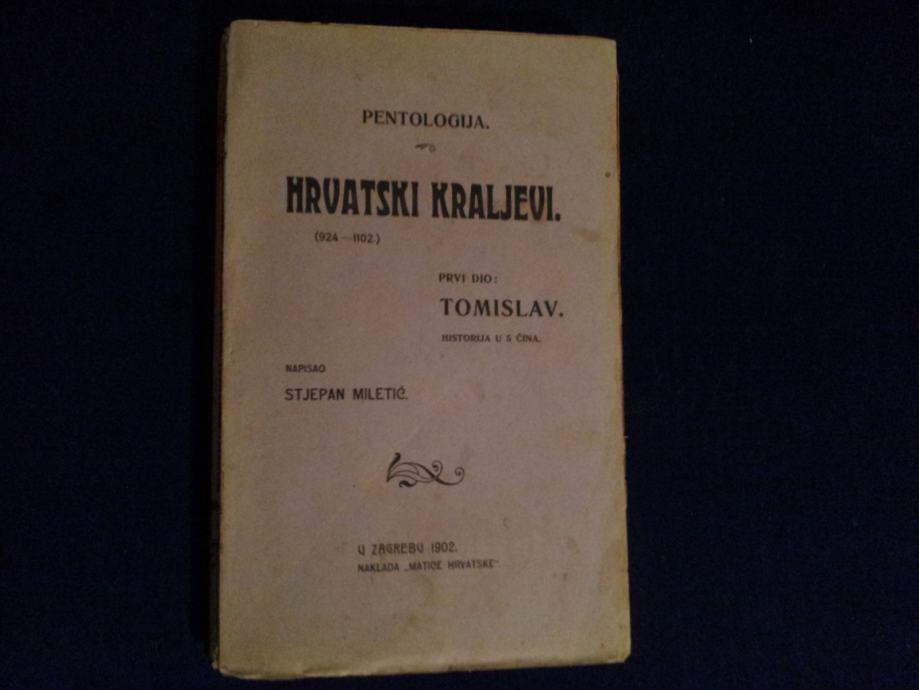 PENTOLOGIJA.
HRVATSKI KRALJEVI.
(924—1102.)
PRVI DIO:
TOMISLAV.
HISTORIJA U 5 ČINA.
NAPISAO
STJEPAN MILETIĆ.
U ZAGREBU 1902.
NAKLADA „MATICE HRVATSKE“